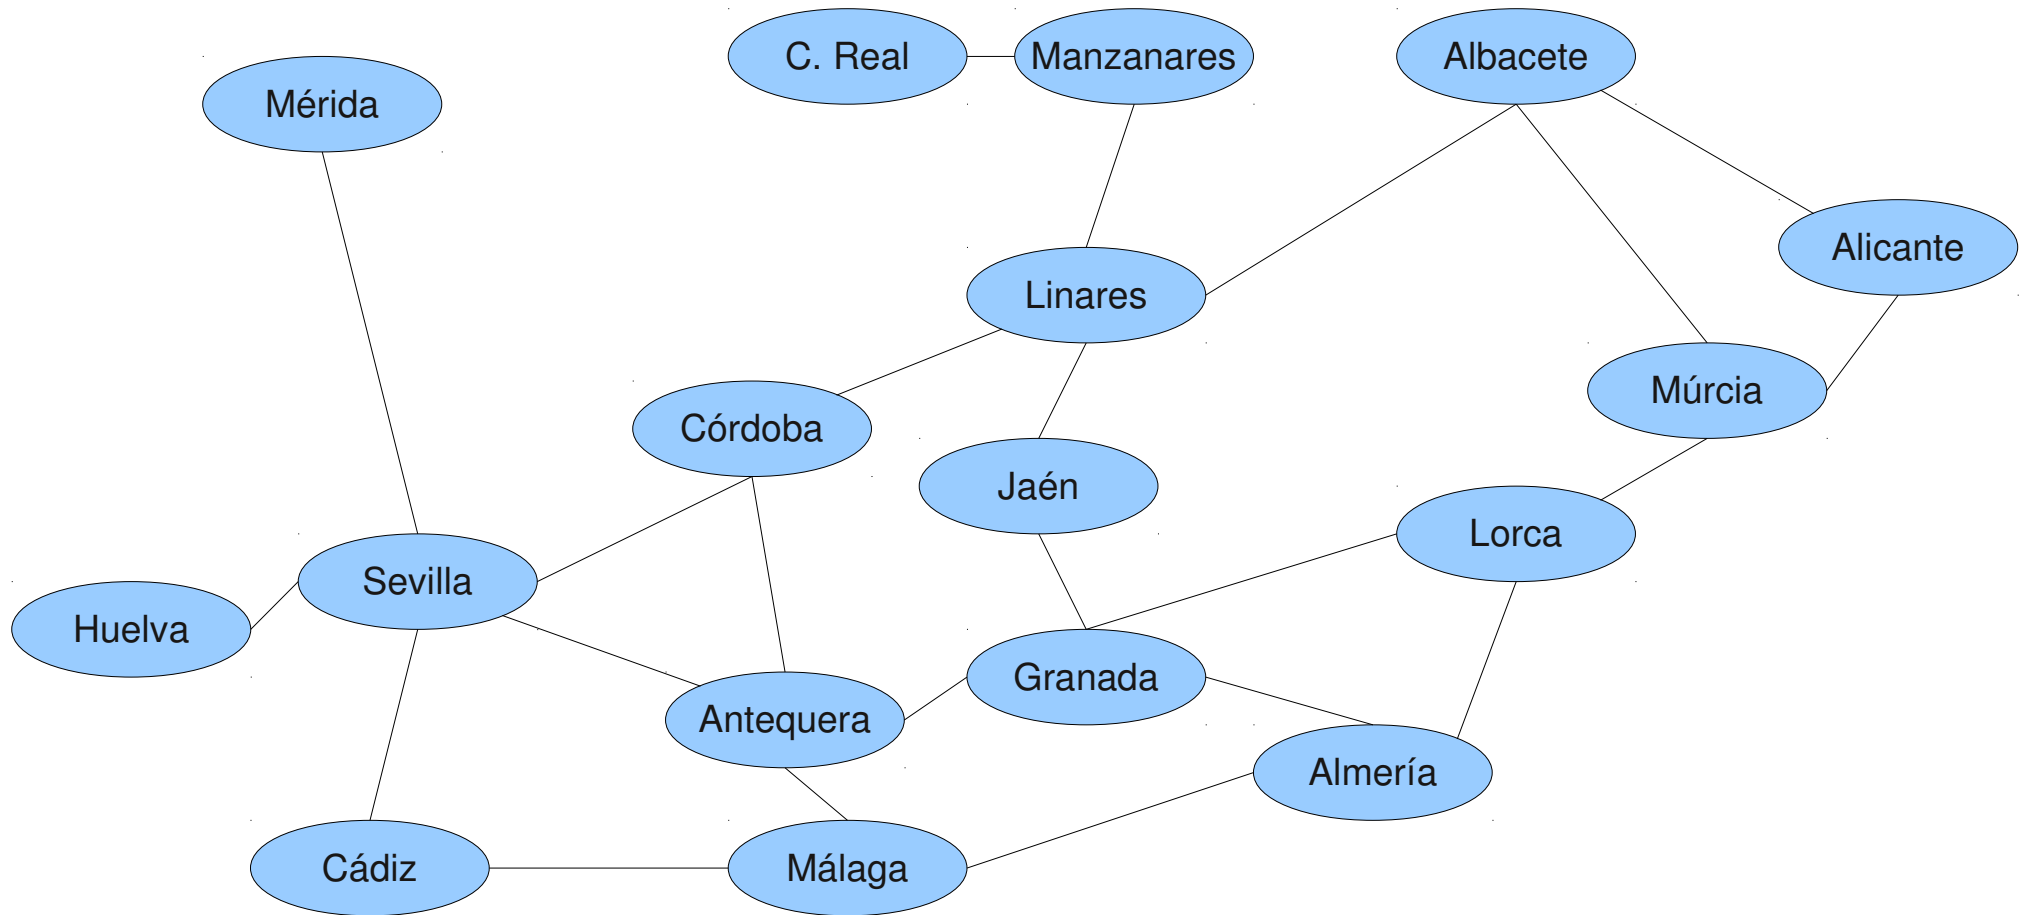 C. Real
Manzanares
Albacete
Mérida
Alicante
Linares
Múrcia
Córdoba
Jaén
Lorca
Sevilla
Huelva
Granada
Antequera
Almería
Cádiz
Málaga